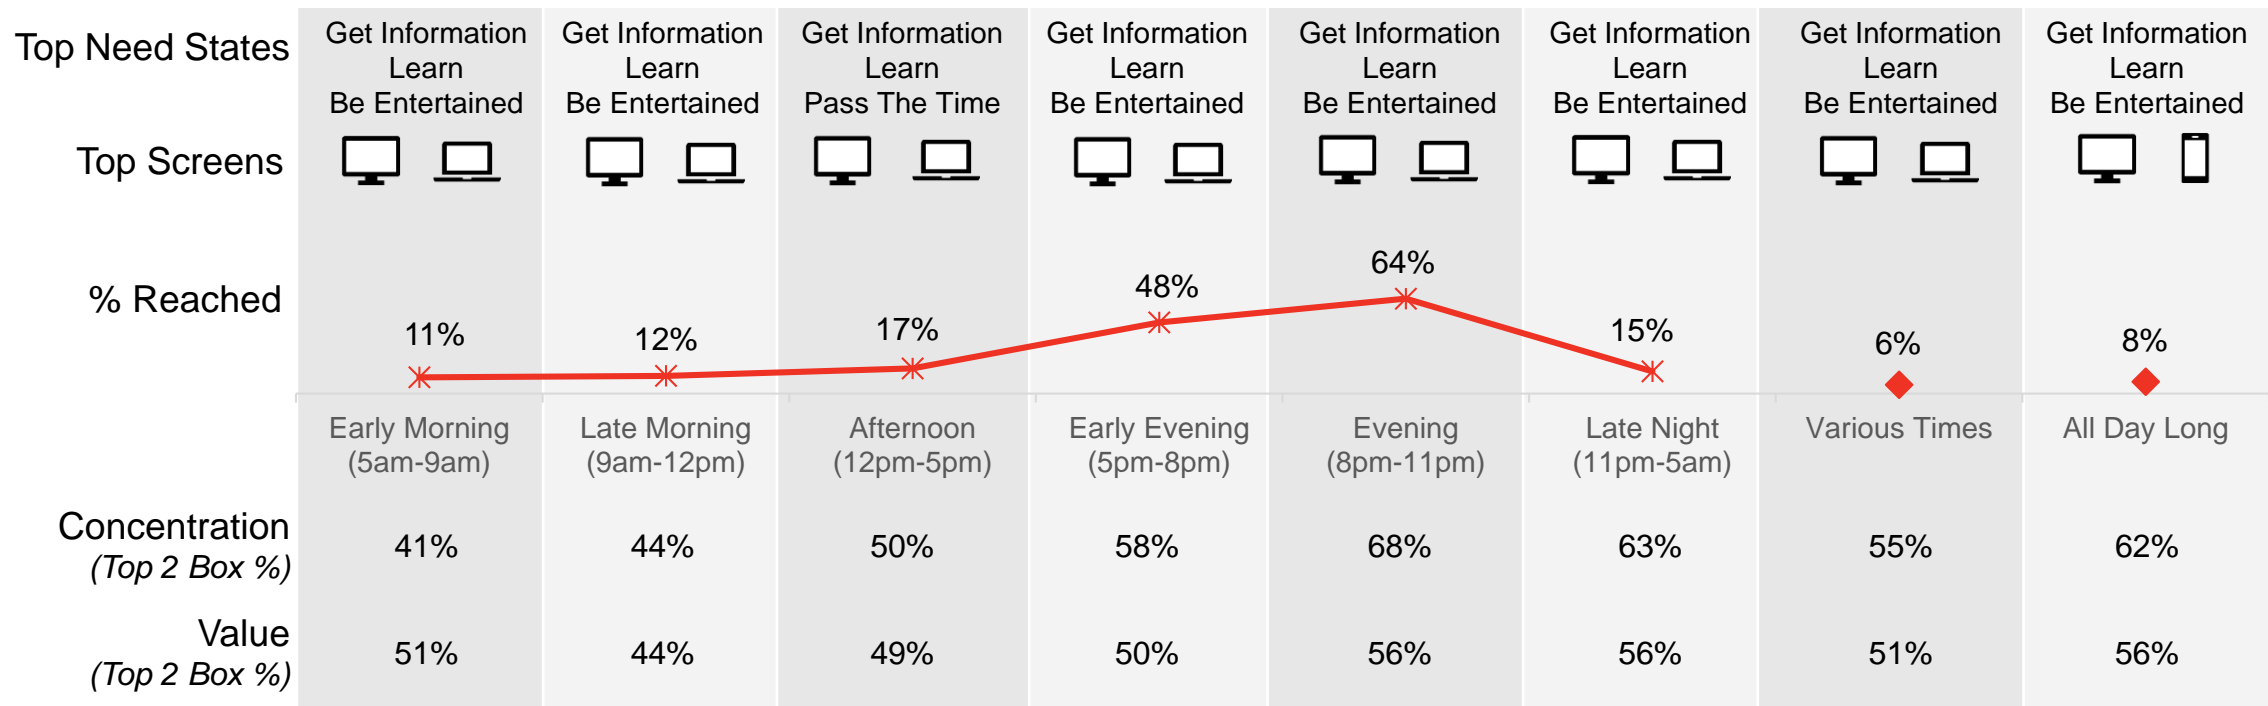 Top Need States
Get Information
Learn
Be Entertained
Get Information
Learn
Be Entertained
Get Information
Learn
Pass The Time
Get Information
Learn
Be Entertained
Get Information
Learn
Be Entertained
Get Information
Learn
Be Entertained
Get Information
Learn
Be Entertained
Get Information
Learn
Be Entertained
Top Screens
% Reached
11%
12%
17%
48%
64%
15%
6%
8%
Early Morning
(5am-9am)
Late Morning
(9am-12pm)
Afternoon
(12pm-5pm)
Early Evening
(5pm-8pm)
Evening
(8pm-11pm)
Late Night
(11pm-5am)
Various Times
All Day Long
Concentration
(Top 2 Box %)
41%
44%
50%
58%
68%
63%
55%
62%
Value
(Top 2 Box %)
51%
44%
49%
50%
56%
56%
51%
56%